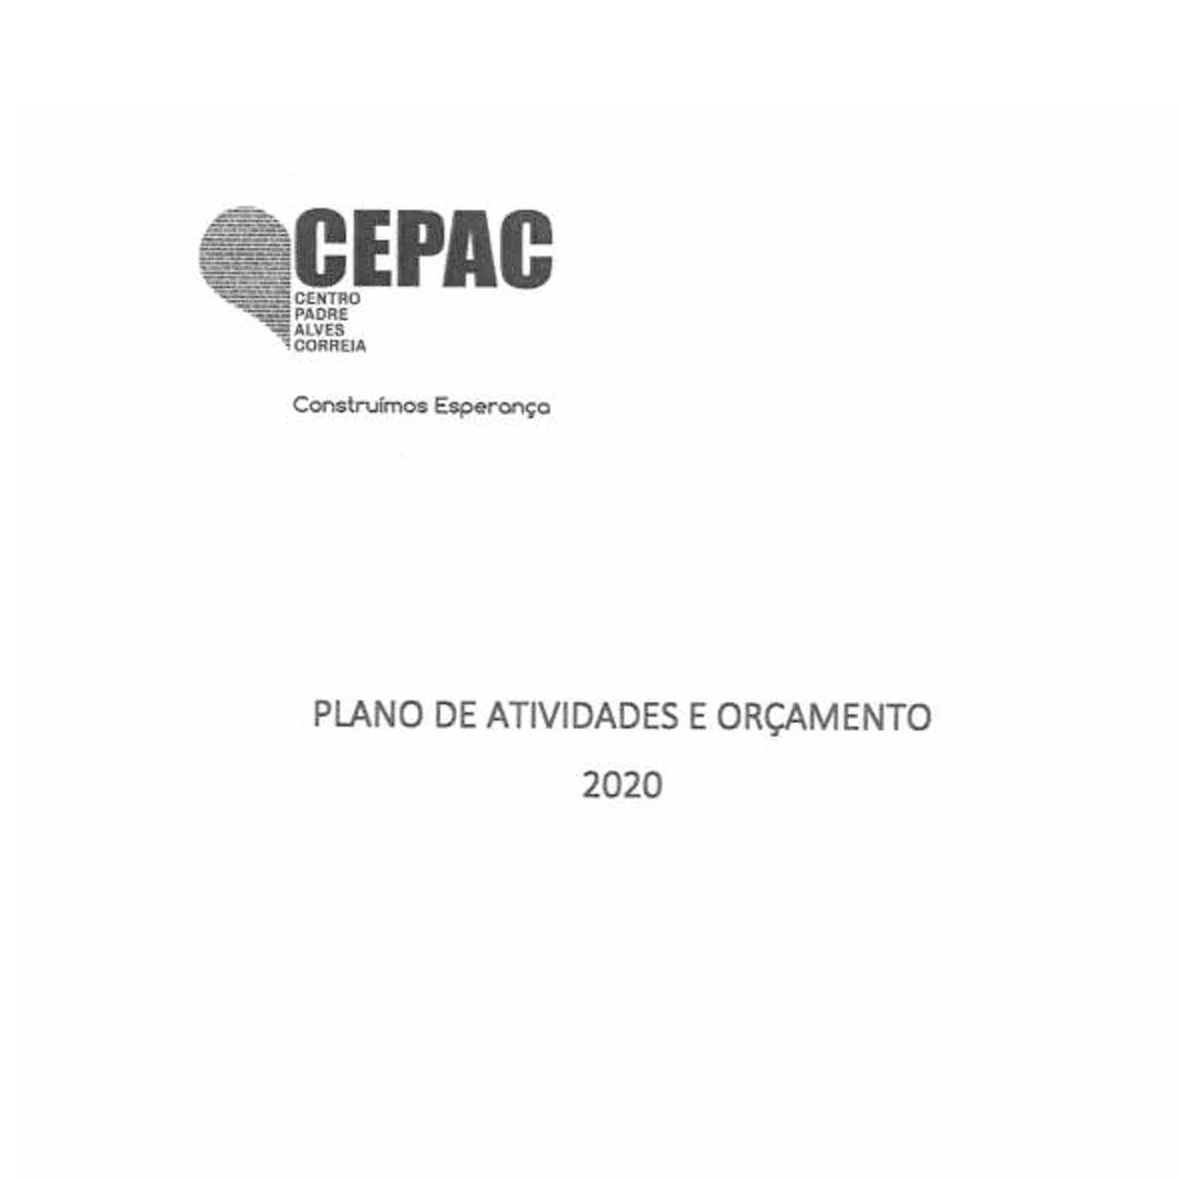 CEPAC
CENTRO
PADRE
ALVES
CORREIA
Construímos Esperança
PLANO DE ATIVIDADES E ORÇAMENTO
2020